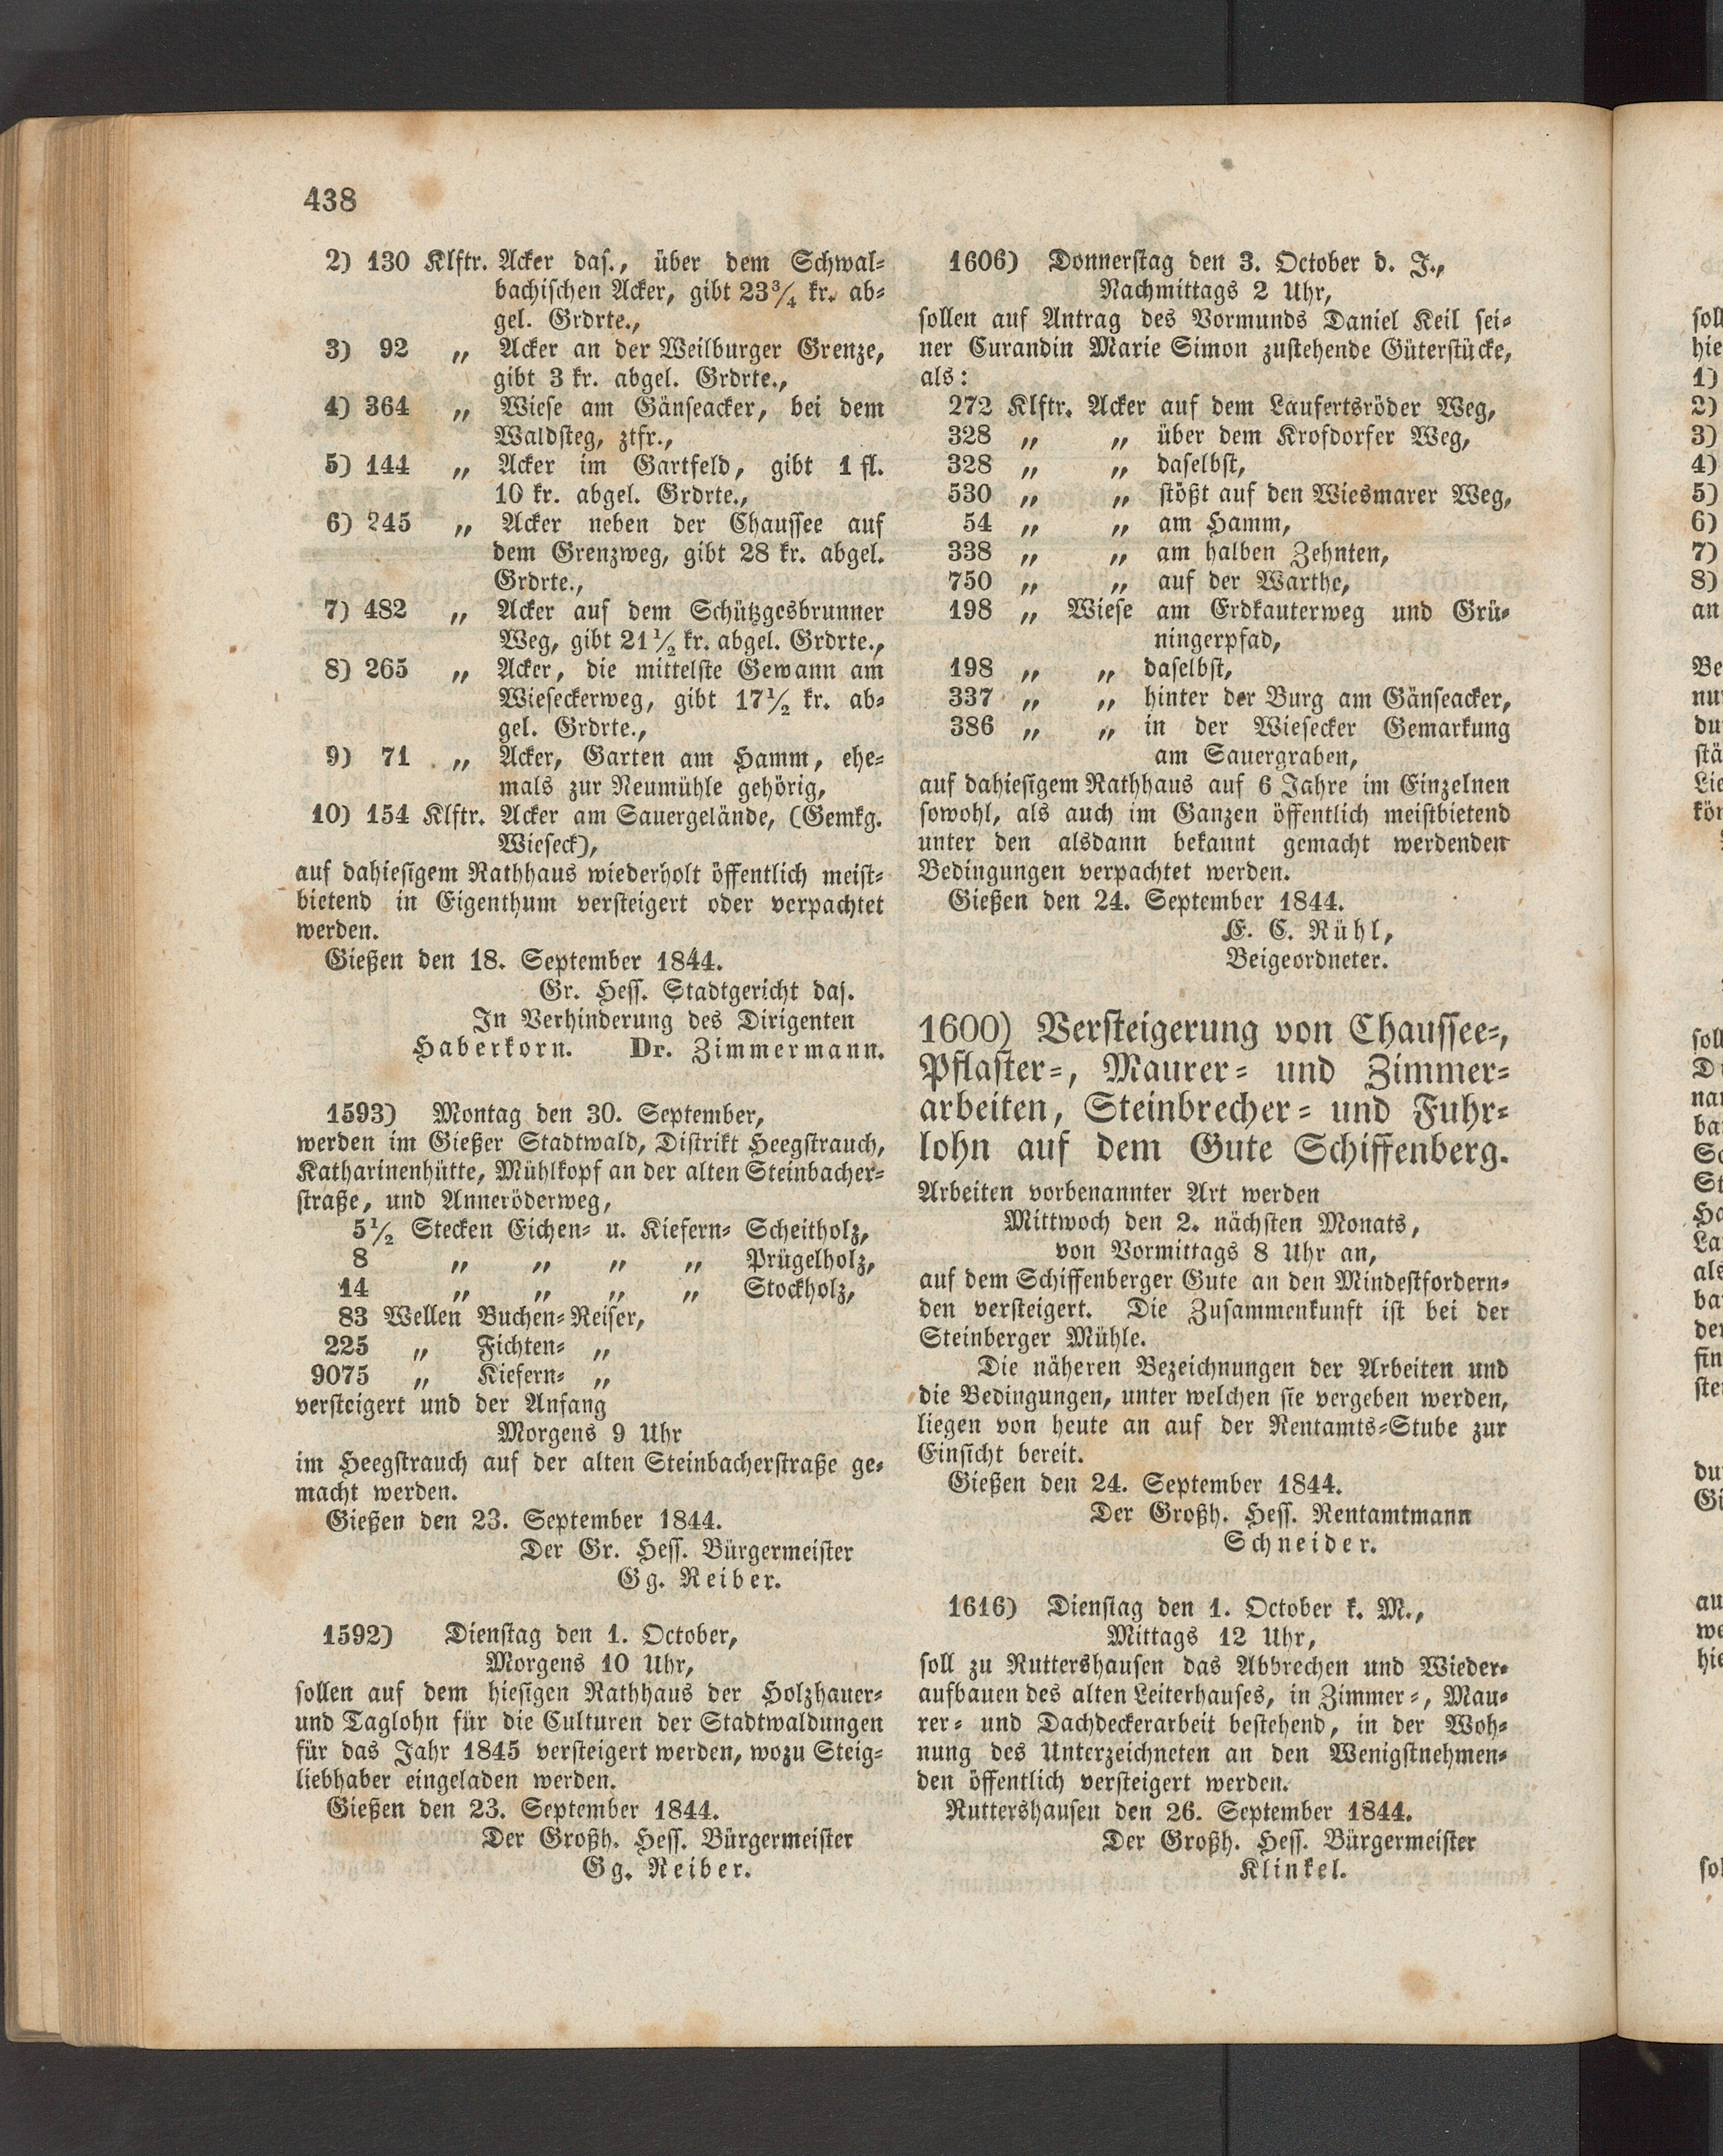 438
2) 130 Klftr. Acker das., über dem Schwal-
bachischen Acker, gibt 23 3/4 kr. ab-
gel. Grdrte.,
3) 92 „ Acker an der Weilburger Grenze,
gibt 3 kr. abgel. Grdrte.,
4) 364 „ Wiese am Gänseacker, bei dem
Waldsteg, ztfr.,
5) 144 „ Acker im Gartfeld, gibt 1 fl.
10 kr. abgel. Grdrte.,
6) 245 „ Acker neben der Chaussee auf
dem Grenzweg, gibt 28 kr. abgel.
Grdrte.,
7) 482 „ Acker auf dem Schützgesbrunner
Weg, gibt 21 1/2 kr. abgel. Grdrte.,
8) 265 „ Acker, die mittelste Gewann am
Wieseckerweg, gibt 17 1/2 kr. ab-
gel. Grdrte.,
9) 71 „ Acker, Garten am Hamm, ehe-
mals zur Neumühle gehörig,
10) 154 Klftr. Acker am Sauergelände, (Gemkg.
Wieseck),
auf dahiesigem Rathhaus wiederholt öffentlich meist-
bietend in Eigenthum versteigert oder verpachtet
werden.
Gießen den 18. September 1844.
Gr. Hess. Stadtgericht das.
In Verhinderung des Dirigenten
Haberkorn. Dr. Zimmermann.
1593) Montag den 30. September,
werden im Gießer Stadtwald, Distrikt Heegstrauch,
Katharinenhütte, Mühlkopf an der alten Steinbacher-
straße, und Anneröderweg,
5 1/2 Stecken Eichen- u. Kiefern- Scheitholz,
8 „ „ „ „ Prügelholz,
14 „ „ „ „ Stockholz,
83 Wellen Buchen-Reiser,
225 „ Fichten- „
9075 „ Kiefern- „
versteigert und der Anfang
Morgens 9 Uhr
im Heegstrauch auf der alten Steinbacherstraße ge-
macht werden.
Gießen den 23. September 1844.
Der Gr. Hess. Bürgermeister
Gg. Reiber.
1592) Dienstag den 1. October,
Morgens 10 Uhr,
sollen auf dem hiesigen Rathhaus der Holzhauer-
und Taglohn für die Culturen der Stadtwaldungen
für das Jahr 1845 versteigert werden, wozu Steig-
liebhaber eingeladen werden.
Gießen den 23. September 1844.
Der Großh. Hess. Bürgermeister
Gg. Reiber.
1606) Donnerstag den 3. October d. J.,
Nachmittags 2 Uhr,
sollen auf Antrag des Vormunds Daniel Keil sei-
ner Curandin Marie Simon zustehende Güterstücke,
als:
272 Klftr. Acker auf dem Laufertsröder Weg,
328 „ „ über dem Krofdorfer Weg,
328 „ „ daselbst,
530 „ „ stößt auf den Wiesmarer Weg,
54 „ „ am Hamm,
338 „ „ am halben Zehnten,
750 „ „ auf der Warthe,
198 „ Wiese am Erdkauterweg und Grü-
ningerpfad,
198 „ „ daselbst,
337 „ „ hinter der Burg am Gänseacker,
386 „ „ in der Wiesecker Gemarkung
am Sauergraben,
auf dahiesigem Rathhaus auf 6 Jahre im Einzelnen
sowohl, als auch im Ganzen öffentlich meistbietend
unter den alsdann bekannt gemacht werdenden
Bedingungen verpachtet werden.
Gießen den 24. September 1844.
E. C. Rühl,
Beigeordneter.
1600) Versteigerung von Chaussee-,
Pflaster-, Maurer- und Zimmer-
arbeiten, Steinbrecher- und Fuhr-
lohn auf dem Gute Schiffenberg.
Arbeiten vorbenannter Art werden
Mittwoch den 2. nächsten Monats,
von Vormittags 8 Uhr an,
auf dem Schiffenberger Gute an den Mindestfordern-
den versteigert. Die Zusammenkunft ist bei der
Steinberger Mühle.
Die näheren Bezeichnungen der Arbeiten und
die Bedingungen, unter welchen sie vergeben werden,
liegen von heute an auf der Rentamts-Stube zur
Einsicht bereit.
Gießen den 24. September 1844.
Der Großh. Hess. Rentamtmann
Schneider.
1616) Dienstag den 1. October k. M.,
Mittags 12 Uhr,
soll zu Ruttershausen das Abbrechen und Wieder-
aufbauen des alten Leiterhauses, in Zimmer-, Mau-
rer- und Dachdeckerarbeit bestehend, in der Woh-
nung des Unterzeichneten an den Wenigstnehmen-
den öffentlich versteigert werden.
Ruttershausen den 26. September 1844.
Der Großh. Hess. Bürgermeister
Klinkel.